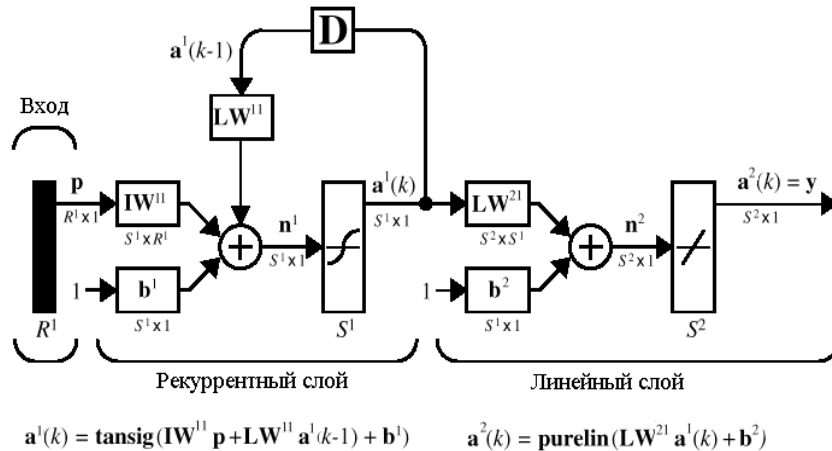 D
a¹(k-1)
LW¹¹
Вход
p
R¹x1
IW¹¹
S¹xR¹
1
b¹
S¹x1
R¹
n¹
S¹x1
S¹
a¹(k)
S¹x1
LW²¹
S²xS¹
1
b²
S¹x1
n²
S²x1
S²
a²(k) = y
S²x1
Рекуррентный слой
Линейный слой
a¹(k) = tansig(IW¹¹ p+LW¹¹ a¹(k-1) + b¹)
a²(k) = purelin(LW²¹ a¹(k) + b²)